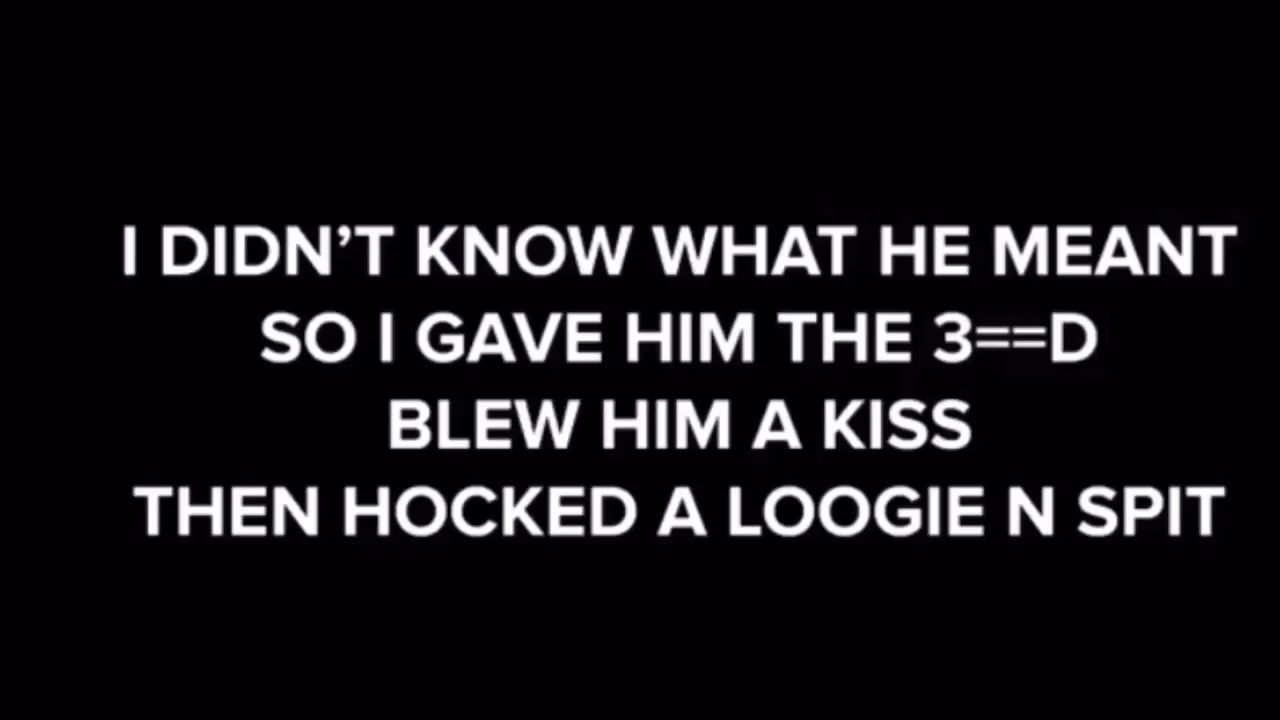 I DIDN’T KNOW WHAT HE MEANT
SO I GAVE HIM THE 3==D
BLEW HIM A KISS
THEN HOCKED A LOOGIE N SPIT